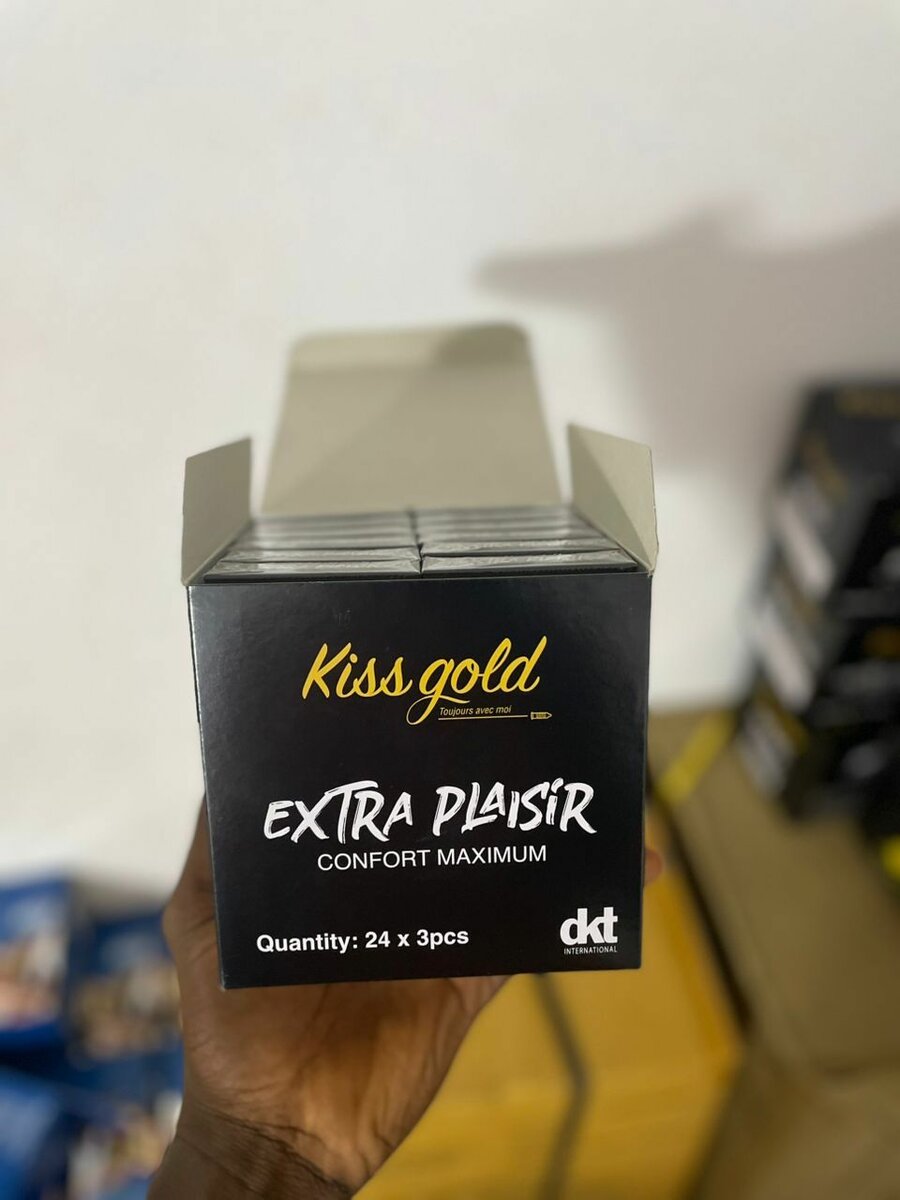 Kiss gold
Toujours avec moi
EXTRA PLAISIR
CONFORT MAXIMUM
Quantity: 24 x 3pcs
dkt
INTERNATIONAL